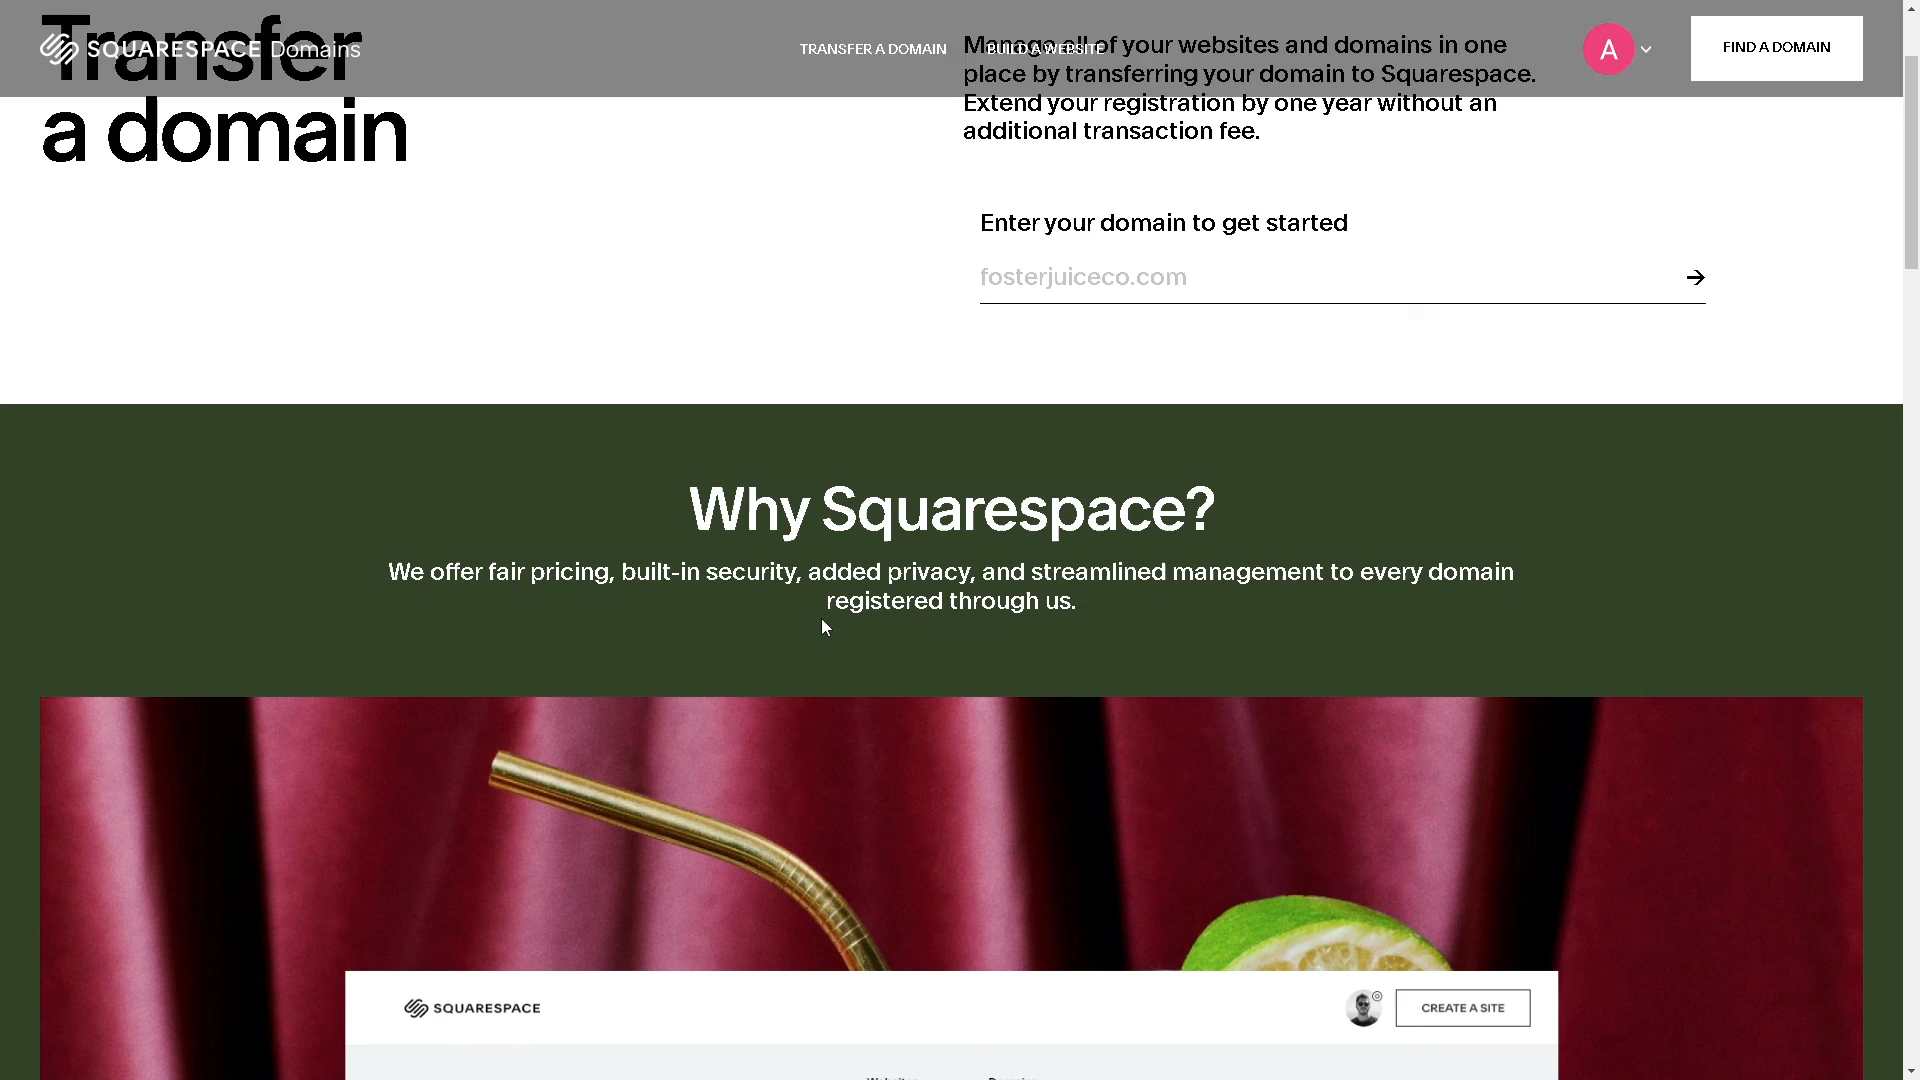 SQUARESPACE Domains
TRANSFER A DOMAIN
BUILD A WEBSITE
A
FIND A DOMAIN
Transfer
a domain
Manage all of your websites and domains in one
place by transferring your domain to Squarespace.
Extend your registration by one year without an
additional transaction fee.
Enter your domain to get started
fosterjuiceco.com
Why Squarespace?
We offer fair pricing, built-in security, added privacy, and streamlined management to every domain
registered through us.
SQUARESPACE
CREATE A SITE